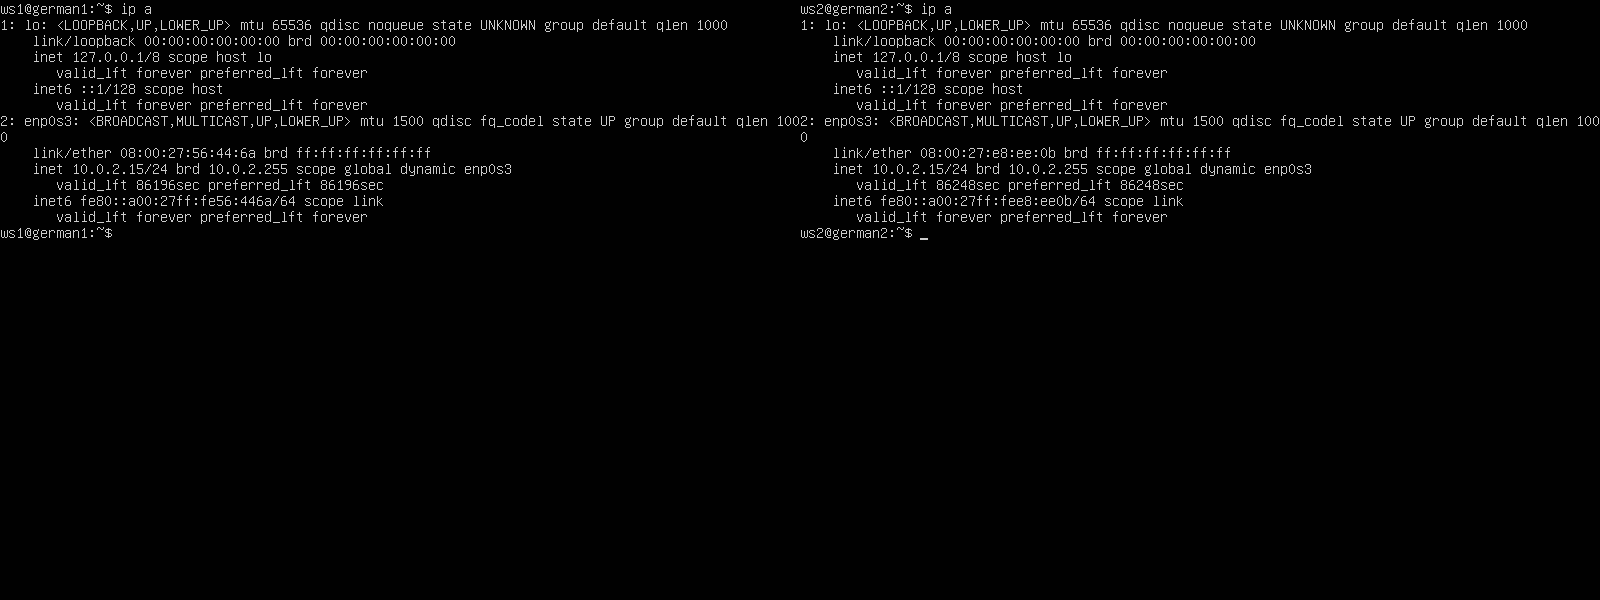 ws1@german1:~$ ip a
1: lo: <LOOPBACK,UP,LOWER_UP> mtu 65536 qdisc noqueue state UNKNOWN group default qlen 1000
    link/loopback 00:00:00:00:00:00 brd 00:00:00:00:00:00
    inet 127.0.0.1/8 scope host lo
       valid_lft forever preferred_lft forever
    inet6 ::1/128 scope host
       valid_lft forever preferred_lft forever
2: enp0s3: <BROADCAST,MULTICAST,UP,LOWER_UP> mtu 1500 qdisc fq_codel state UP group default qlen 100
0
    link/ether 08:00:27:56:44:6a brd ff:ff:ff:ff:ff:ff
    inet 10.0.2.15/24 brd 10.0.2.255 scope global dynamic enp0s3
       valid_lft 86196sec preferred_lft 86196sec
    inet6 fe80::a00:27ff:fe56:446a/64 scope link
       valid_lft forever preferred_lft forever
ws1@german1:~$
ws2@german2:~$ ip a
1: lo: <LOOPBACK,UP,LOWER_UP> mtu 65536 qdisc noqueue state UNKNOWN group default qlen 1000
    link/loopback 00:00:00:00:00:00 brd 00:00:00:00:00:00
    inet 127.0.0.1/8 scope host lo
       valid_lft forever preferred_lft forever
    inet6 ::1/128 scope host
       valid_lft forever preferred_lft forever
2: enp0s3: <BROADCAST,MULTICAST,UP,LOWER_UP> mtu 1500 qdisc fq_codel state UP group default qlen 100
0
    link/ether 08:00:27:e8:ee:0b brd ff:ff:ff:ff:ff:ff
    inet 10.0.2.15/24 brd 10.0.2.255 scope global dynamic enp0s3
       valid_lft 86248sec preferred_lft 86248sec
    inet6 fe80::a00:27ff:fee8:ee0b/64 scope link
       valid_lft forever preferred_lft forever
ws2@german2:~$ _